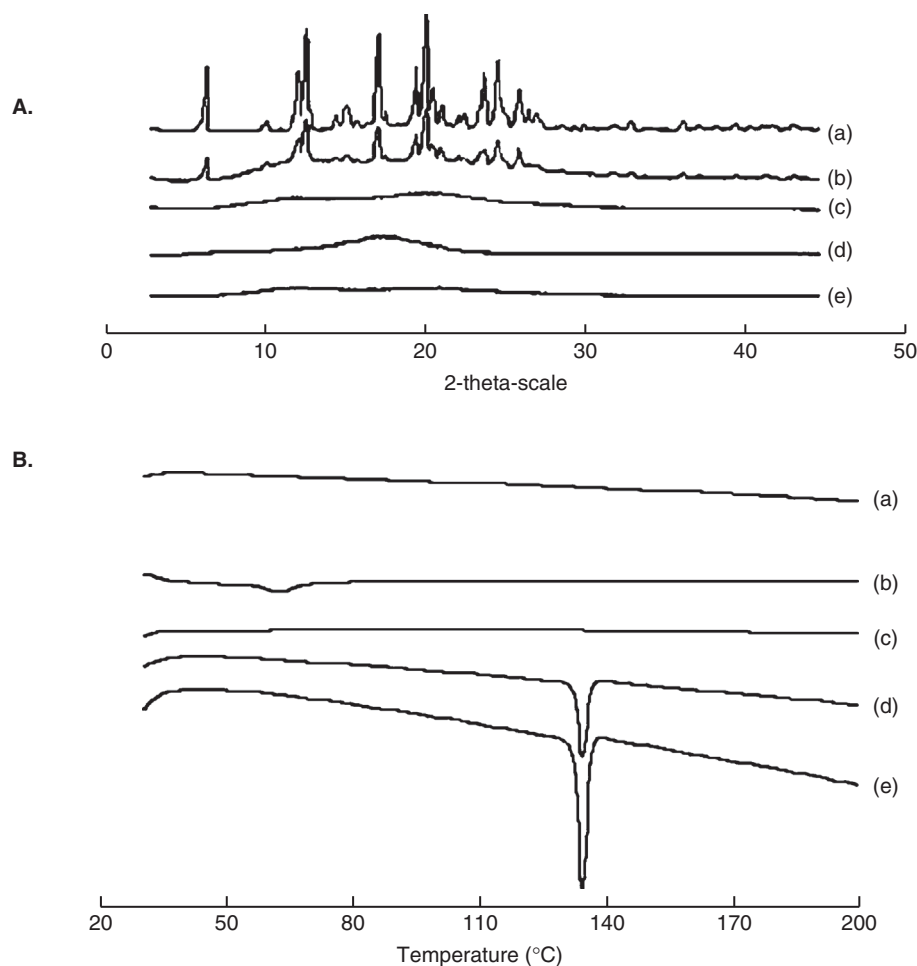 A.
(a)
(b)
(c)
(d)
(e)
0 10 20 30 40 50
2-theta-scale
B.
(a)
(b)
(c)
(d)
(e)
20 50 80 110 140 170 200
Temperature (°C)